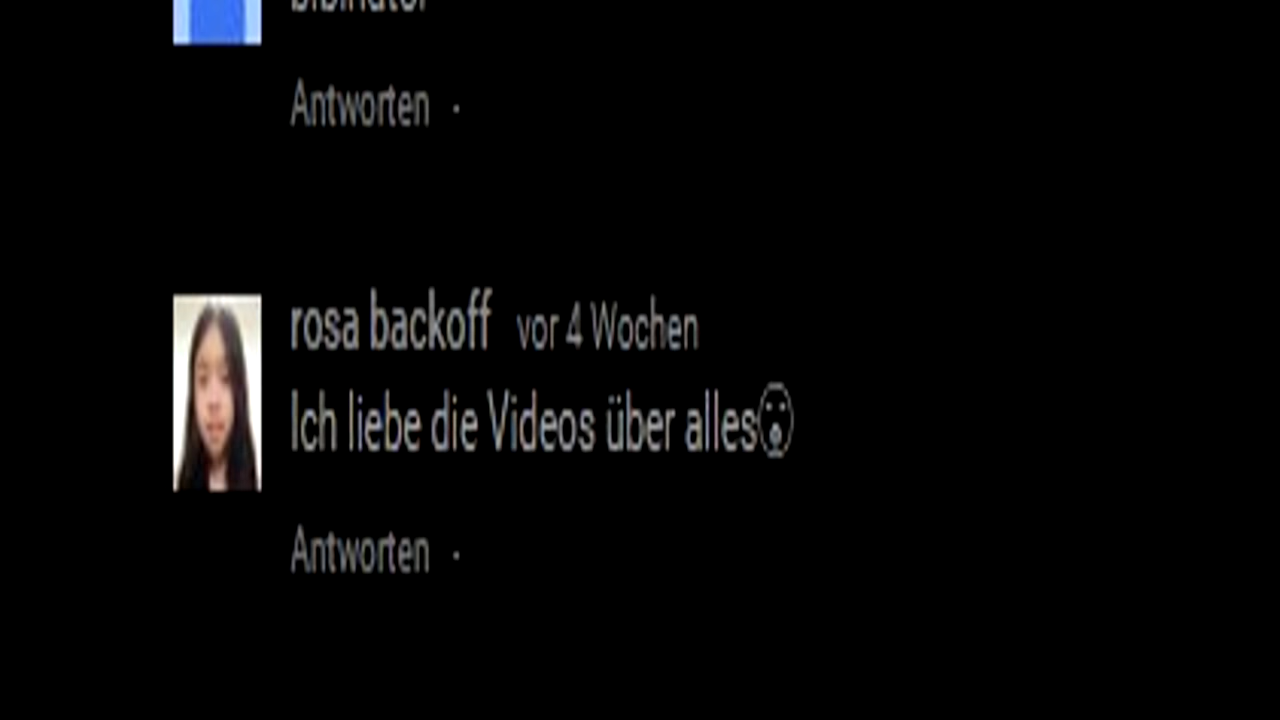 Antworten ·
rosa backoff vor 4 Wochen
Ich liebe die Videos über alles😮
Antworten ·